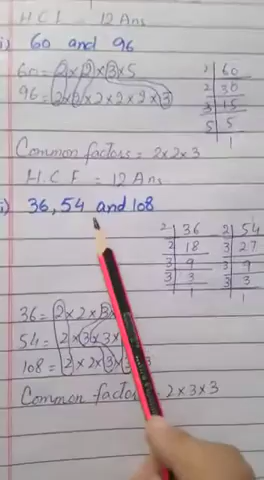 H.C.F = 12 Ans
i) 60 and 96
60 = 2 × 2 × 3 × 5
96 = 2 × 2 × 2 × 2 × 2 × 3
2 | 60
2 | 30
3 | 15
5 | 5
1
Common factors = 2 × 2 × 3
H.C.F = 12 Ans
i) 36, 54 and 108
2 | 36
2 | 18
3 | 9
3 | 3
1
2 | 54
3 | 27
3 | 9
3 | 3
1
36 = 2 × 2 × 3 ×
54 = 2 × 3 × 3 ×
108 = 2 × 2 × 3 × 3 × 3
Common factors = 2 × 3 × 3